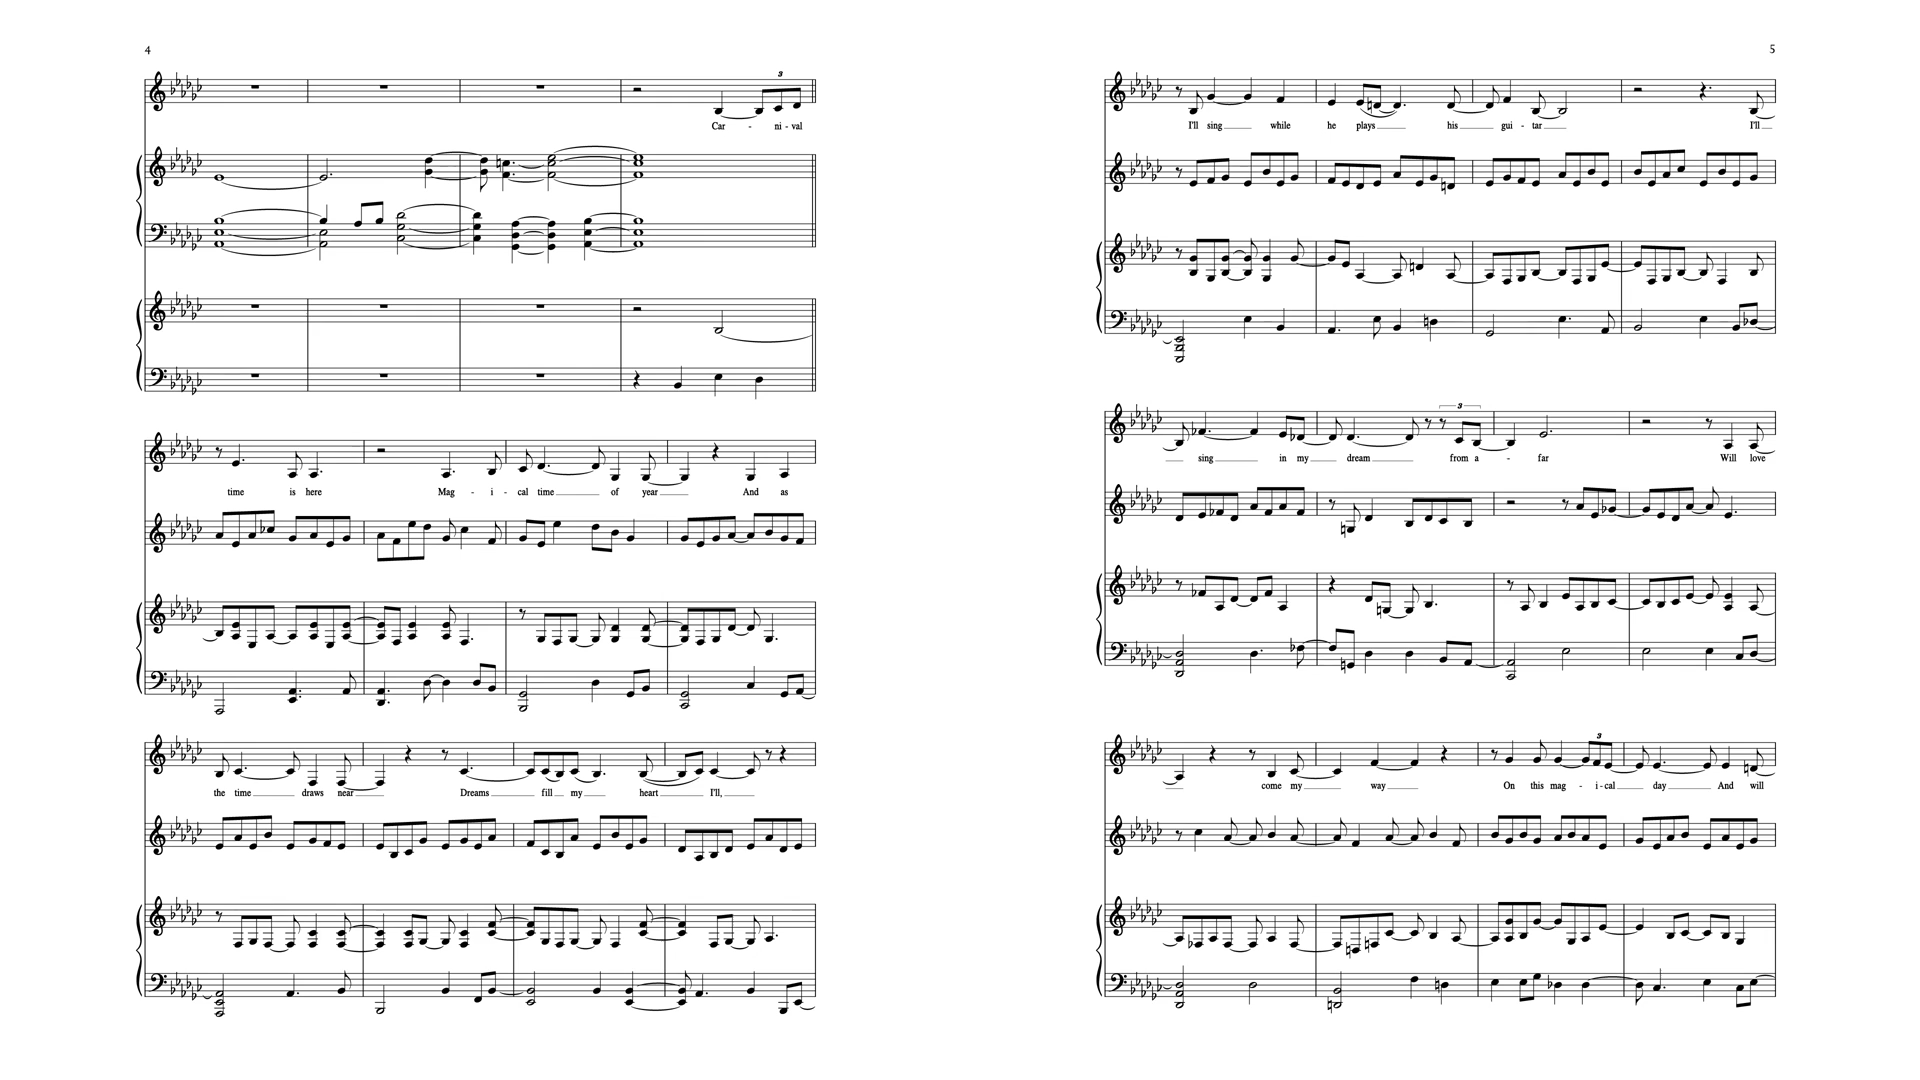 4
3
Car - ni - val
time is here Mag - i - cal time of year And as
the time draws near Dreams fill my heart I'll,
5
I'll sing while he plays his gui - tar I'll
3
sing in my dream from a - far Will love
3
come my way On this mag - i - cal day And will